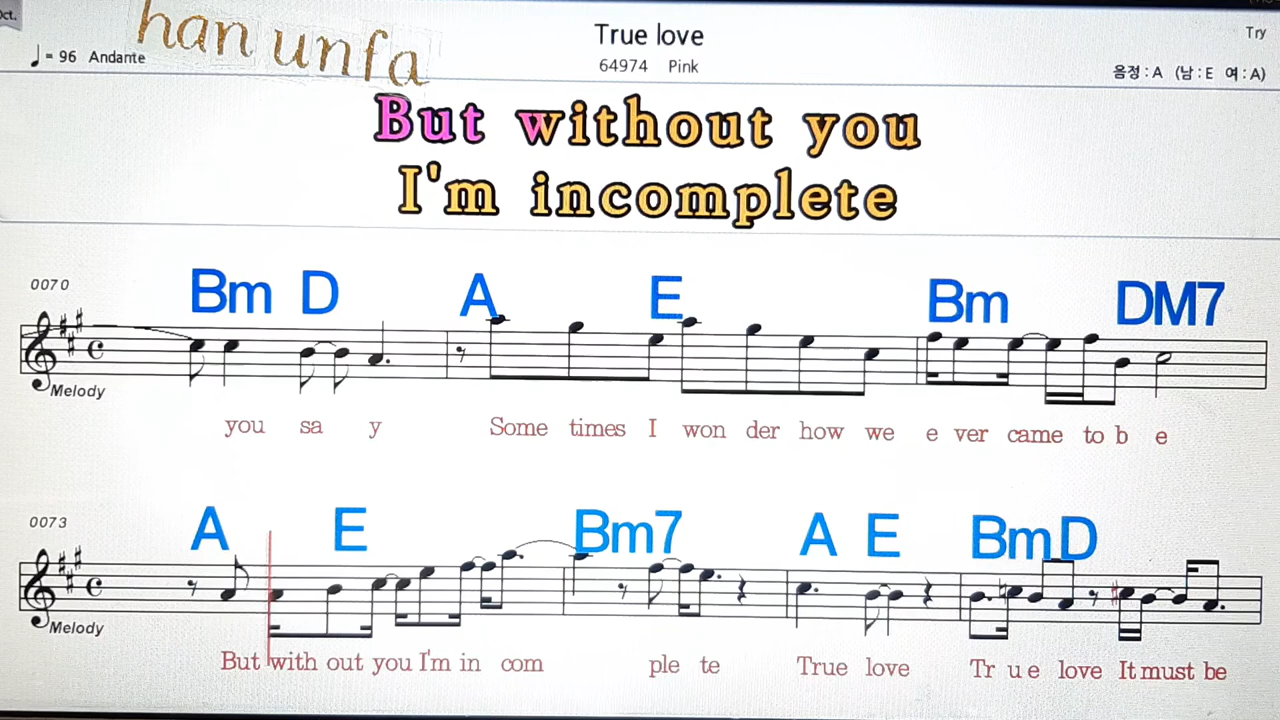 Oct.
han unfa
True love
Try
♩= 96 Andante
64974 Pink
음정 : A (남 : E 여 : A)
But without you
I'm incomplete
0070
Bm D A E Bm DM7
Melody
you sa y Some times I won der how we e ver came to b e
0073
A E Bm7 A E Bm D
Melody
But with out you I'm in com ple te True love Tr u e love It must be